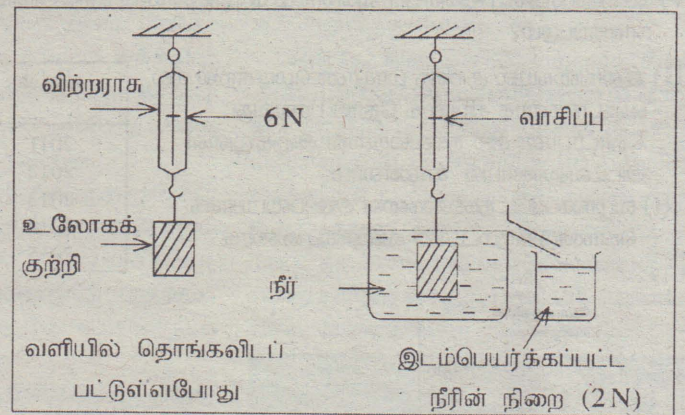 விற்றராசு
6N
வாசிப்பு
உலோகக்
குற்றி
நீர்
வளியில் தொங்கவிடப்
பட்டுள்ளபோது
இடம்பெயர்க்கப்பட்ட
நீரின் நிறை (2N)